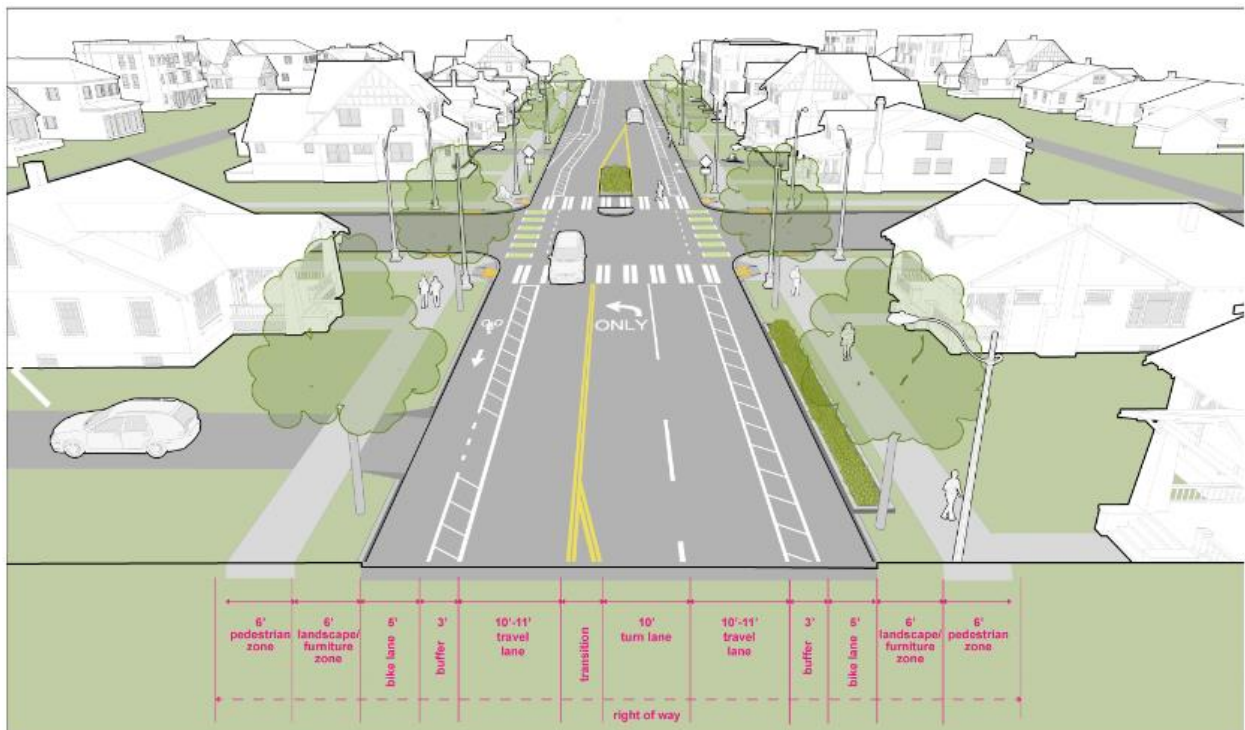 ONLY
6'
pedestrian
zone
6'
landscape/
furniture
zone
5'
bike lane
3'
buffer
10'-11'
travel
lane
transition
10'
turn lane
10'-11'
travel
lane
3'
buffer
5'
bike lane
6'
landscape/
furniture
zone
6'
pedestrian
zone
right of way